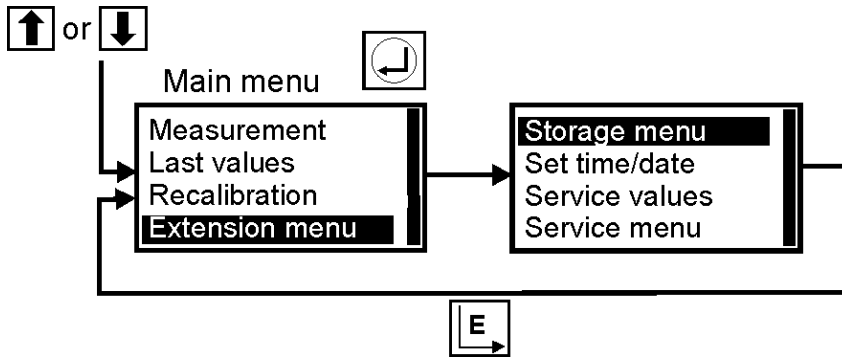 or
Main menu
Measurement
Last values
Recalibration
Extension menu
Storage menu
Set time/date
Service values
Service menu
E